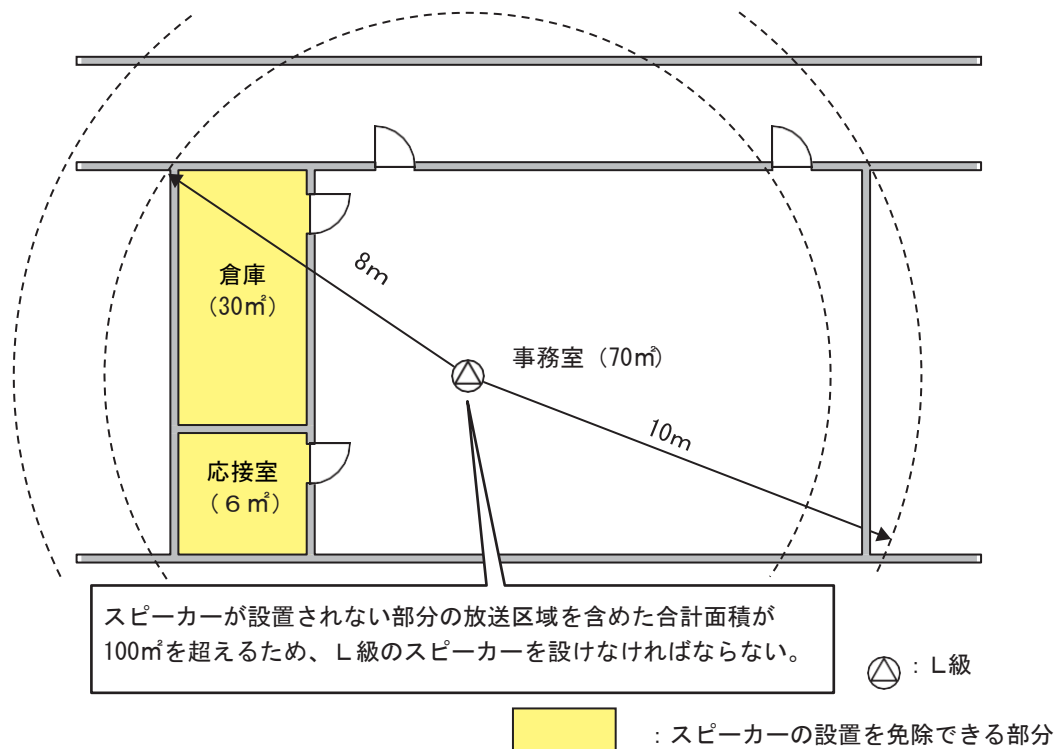 8m
倉庫
（30㎡）
事務室（70㎡）
10m
応接室
（６㎡）
スピーカーが設置されない部分の放送区域を含めた合計面積が
100㎡を超えるため、Ｌ級のスピーカーを設けなければならない。
：Ｌ級
：スピーカーの設置を免除できる部分